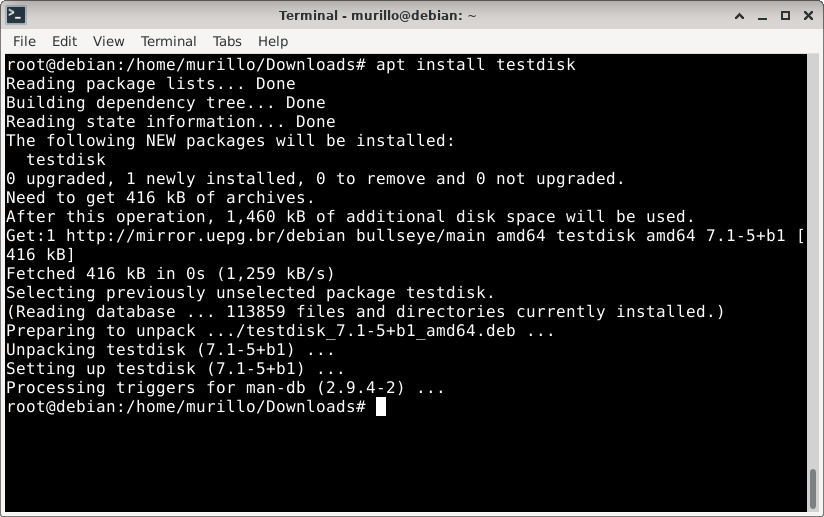 Terminal - murillo@debian: ~
File Edit View Terminal Tabs Help
root@debian:/home/murillo/Downloads# apt install testdisk
Reading package lists... Done
Building dependency tree... Done
Reading state information... Done
The following NEW packages will be installed:
  testdisk
0 upgraded, 1 newly installed, 0 to remove and 0 not upgraded.
Need to get 416 kB of archives.
After this operation, 1,460 kB of additional disk space will be used.
Get:1 http://mirror.uepg.br/debian bullseye/main amd64 testdisk amd64 7.1-5+b1 [
416 kB]
Fetched 416 kB in 0s (1,259 kB/s)
Selecting previously unselected package testdisk.
(Reading database ... 113859 files and directories currently installed.)
Preparing to unpack .../testdisk_7.1-5+b1_amd64.deb ...
Unpacking testdisk (7.1-5+b1) ...
Setting up testdisk (7.1-5+b1) ...
Processing triggers for man-db (2.9.4-2) ...
root@debian:/home/murillo/Downloads#